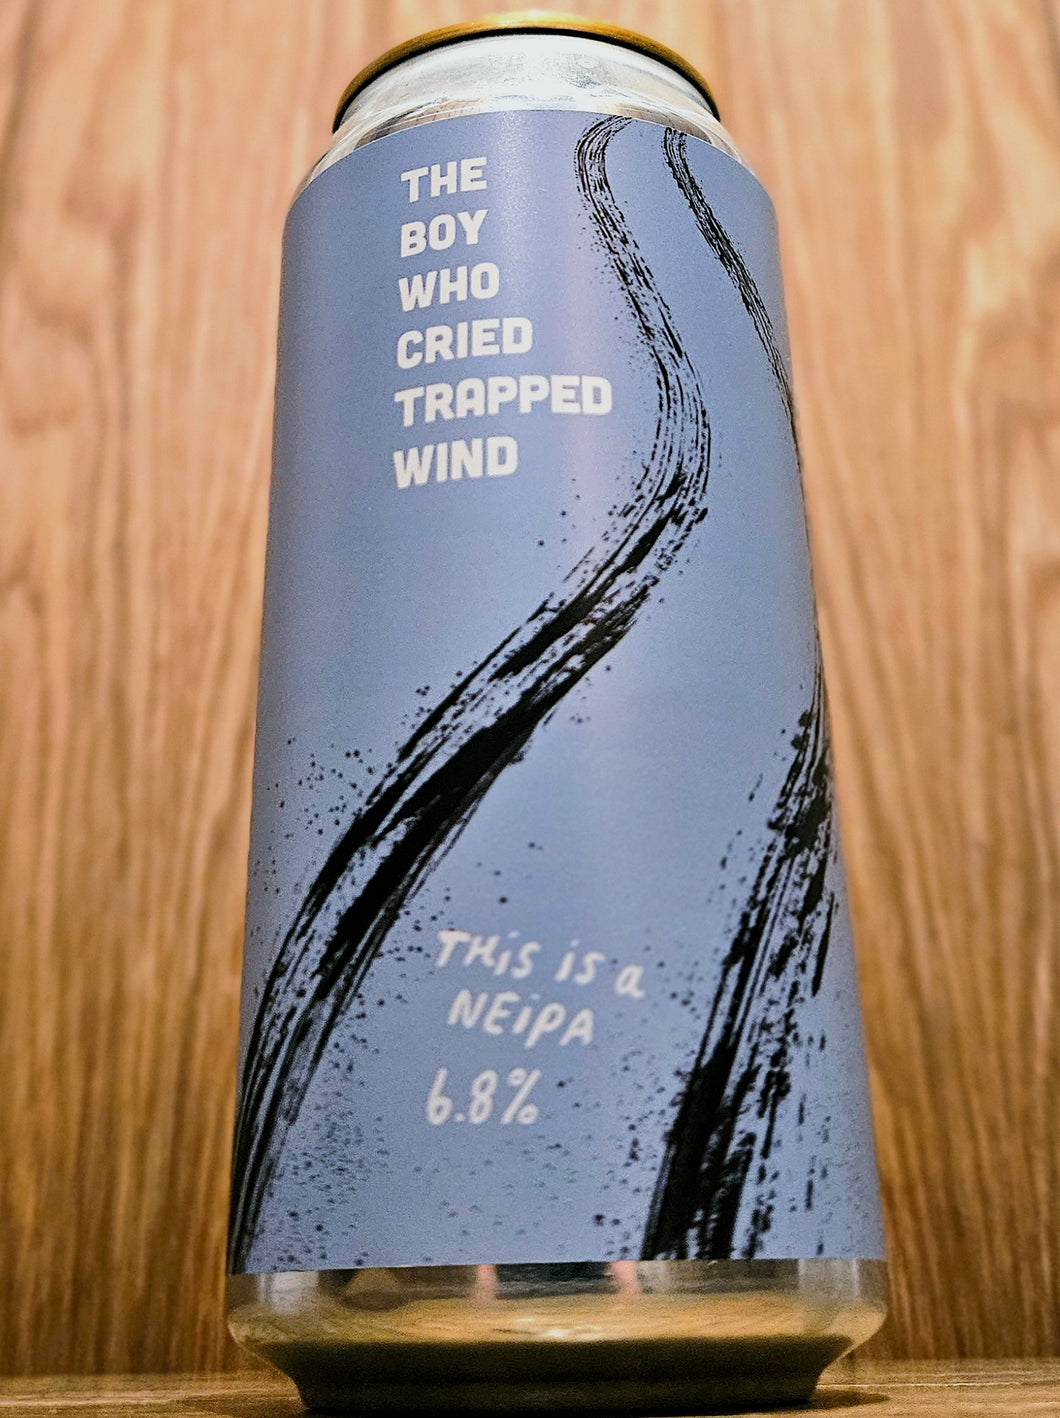 THE
BOY
WHO
CRIED
TRAPPED
WIND
THiS iS a
NEiPA
6.8%